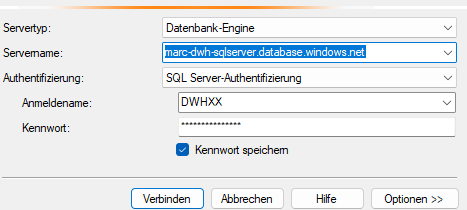 Servertyp: Datenbank-Engine
Servername: marc-dwh-sqlserver.database.windows.net
Authentifizierung: SQL Server-Authentifizierung
Anmeldename: DWHXX
Kennwort: ***************
Kennwort speichern
Verbinden Abbrechen Hilfe Optionen >>